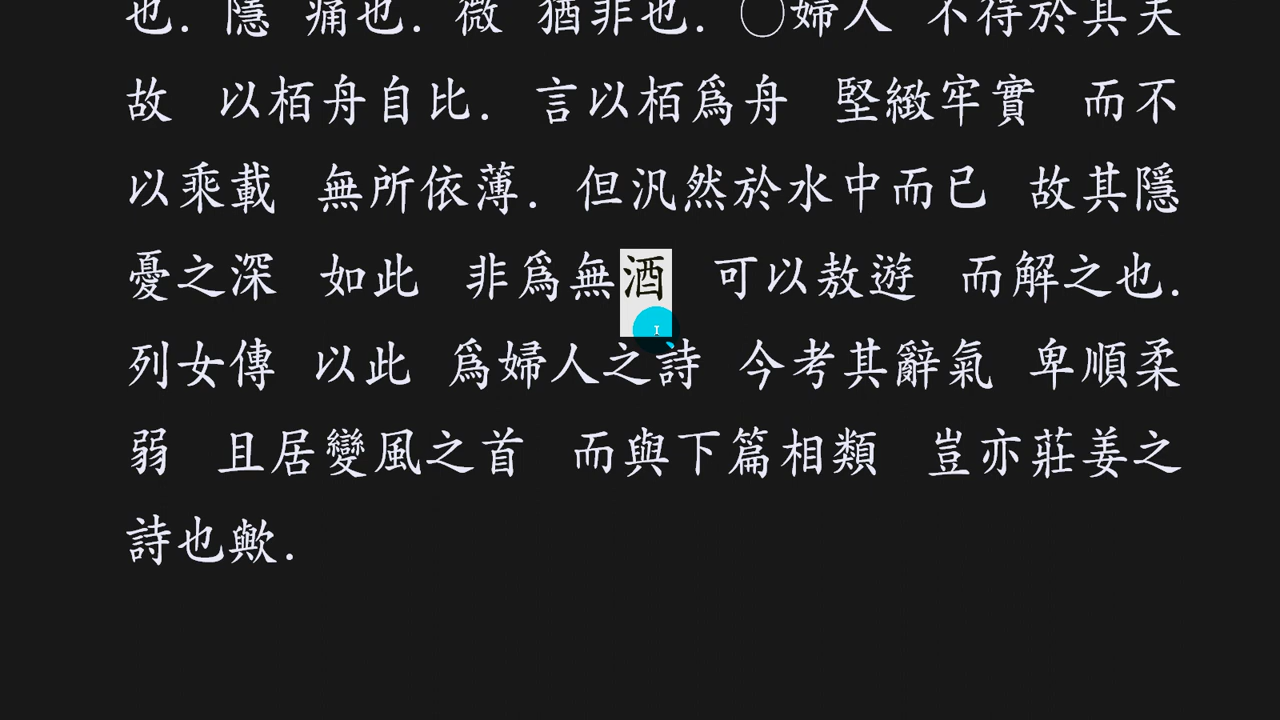 也. 隱 痛也. 微 猶非也. ○婦人 不得於其夫
故 以栢舟自比. 言以栢爲舟 堅緻牢實 而不
以乘載 無所依薄. 但汎然於水中而已 故其隱
憂之深 如此 非爲無酒 可以敖遊 而解之也.
列女傳 以此 爲婦人之詩 今考其辭氣 卑順柔
弱 且居變風之首 而與下篇相類 豈亦莊姜之
詩也歟.